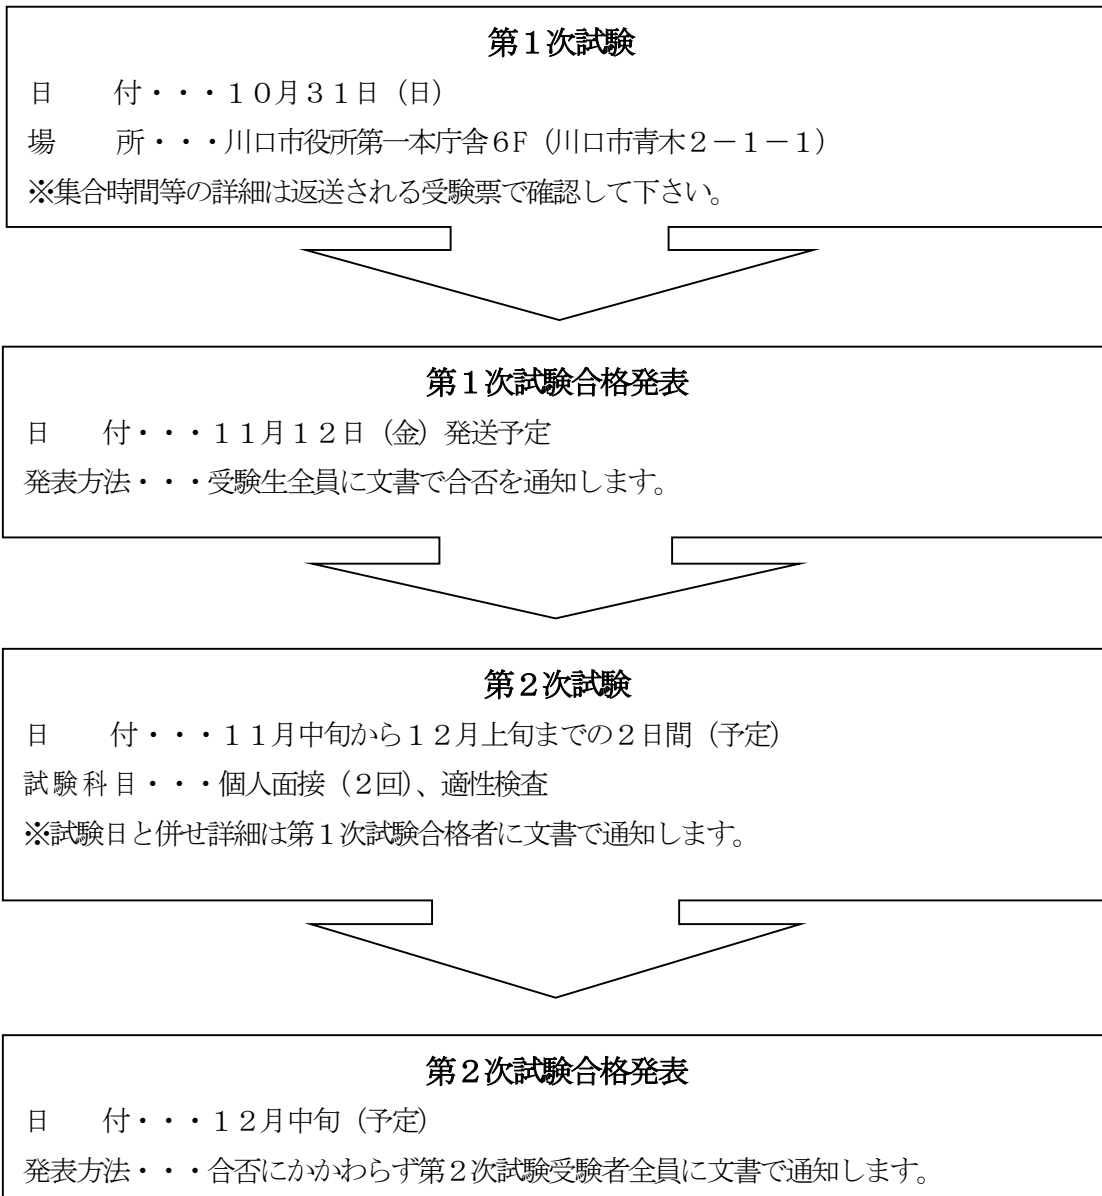 第１次試験
日　　付・・・１０月３１日（日）
場　　所・・・川口市役所第一本庁舎６F（川口市青木２－１－１）
※集合時間等の詳細は返送される受験票で確認して下さい。
第１次試験合格発表
日　　付・・・１１月１２日（金）発送予定
発表方法・・・受験生全員に文書で合否を通知します。
第２次試験
日　　付・・・１１月中旬から１２月上旬までの２日間（予定）
試験科目・・・個人面接（２回）、適性検査
※試験日と併せ詳細は第１次試験合格者に文書で通知します。
第２次試験合格発表
日　　付・・・１２月中旬（予定）
発表方法・・・合否にかかわらず第２次試験受験者全員に文書で通知します。